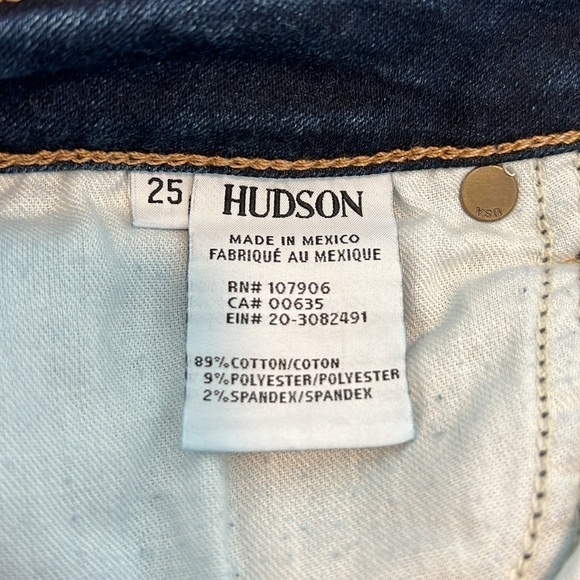 25
HUDSON
MADE IN MEXICO
FABRIQUÉ AU MEXIQUE
RN# 107906
CA# 00635
EIN# 20-3082491
89% COTTON/COTON
9% POLYESTER/POLYESTER
2% SPANDEX/SPANDEX